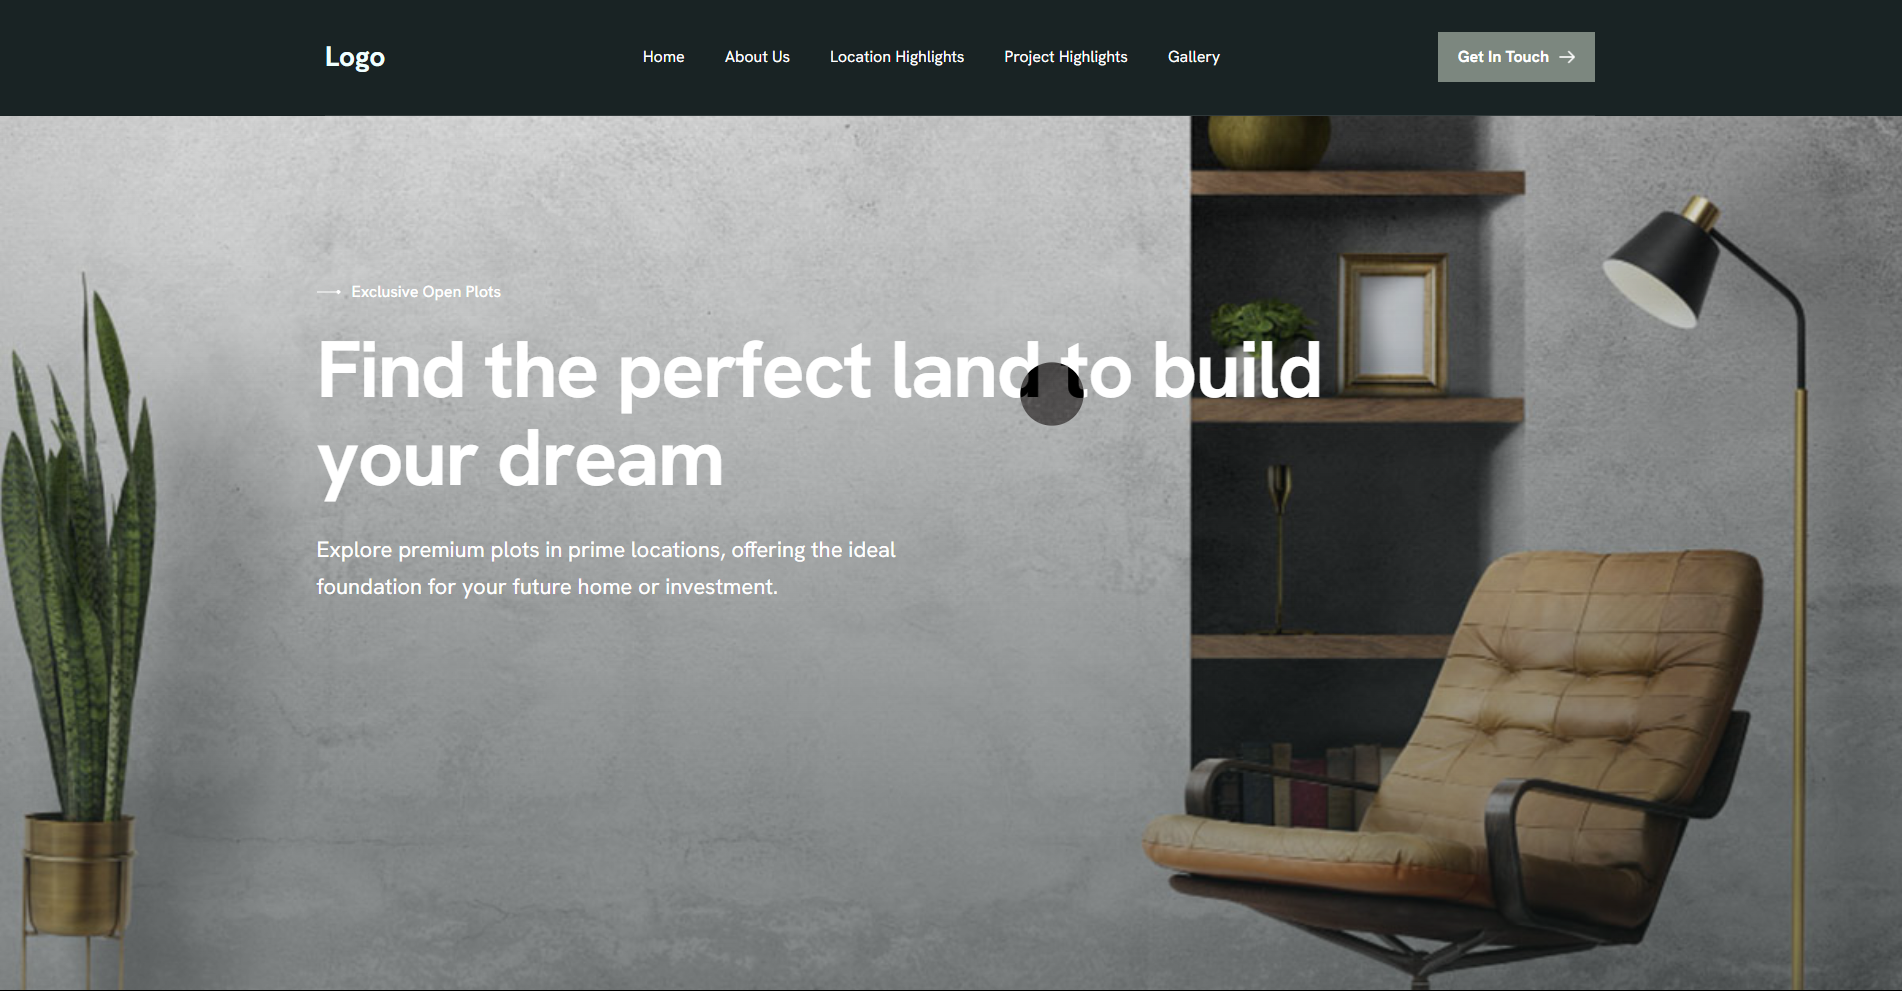 Logo
Home
About Us
Location Highlights
Project Highlights
Gallery
Get In Touch
Exclusive Open Plots
Find the perfect land to build
your dream
Explore premium plots in prime locations, offering the ideal
foundation for your future home or investment.